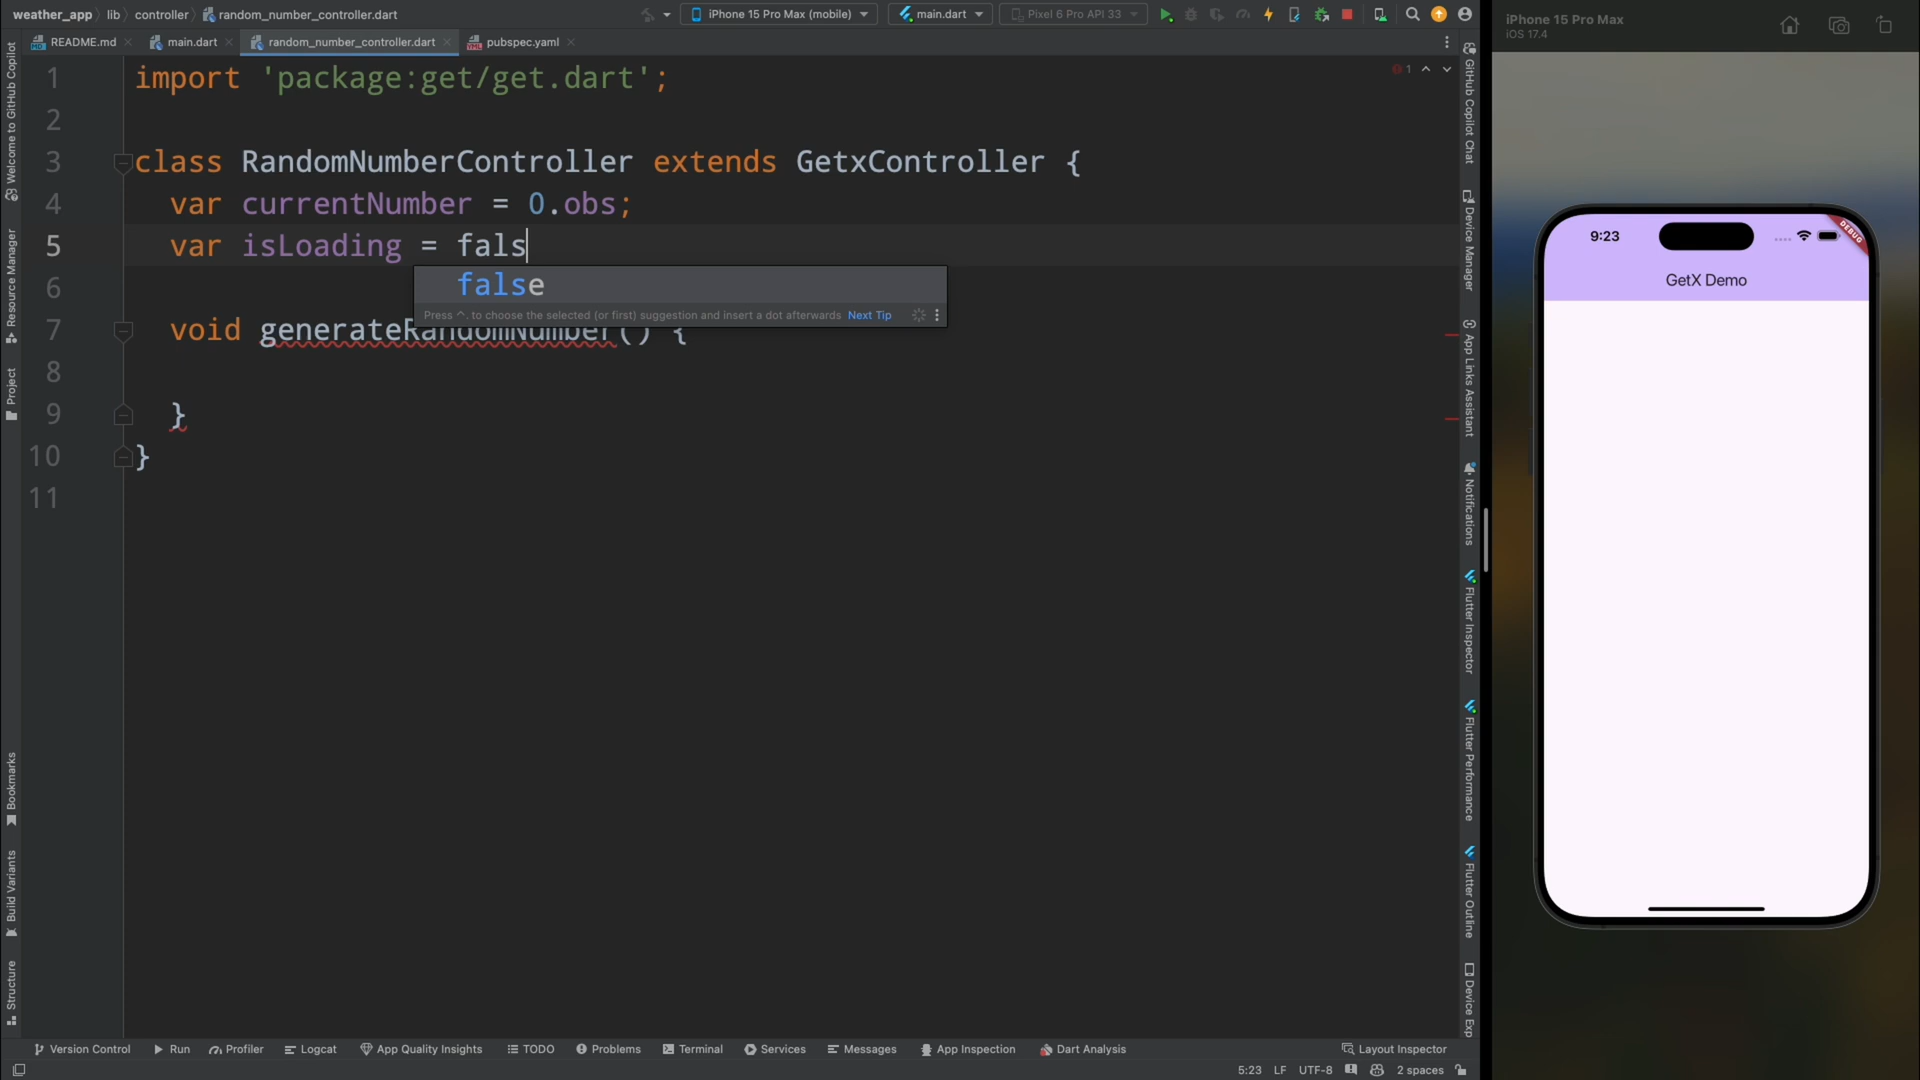 weather_app lib controller random_number_controller.dart
iPhone 15 Pro Max (mobile) main.dart Pixel 6 Pro API 33
README.md main.dart random_number_controller.dart pubspec.yaml
1 import 'package:get/get.dart';
1
2
3 class RandomNumberController extends GetxController {
4 var currentNumber = 0.obs;
5 var isLoading = fals
false
Press ^. to choose the selected (or first) suggestion and insert a dot afterwards Next Tip
6
7 void generateRandomNumber() {
8
9 }
10 }
11
Welcome to GitHub Copilot
Resource Manager
Project
Bookmarks
Build Variants
Structure
GitHub Copilot Chat
Device Manager
App Links Assistant
Notifications
Flutter Inspector
Flutter Performance
Flutter Outline
Device Exp
Version Control Run Profiler Logcat App Quality Insights TODO Problems Terminal Services Messages App Inspection Dart Analysis Layout Inspector
5:23 LF UTF-8 2 spaces
iPhone 15 Pro Max
iOS 17.4
9:23
DEBUG
GetX Demo